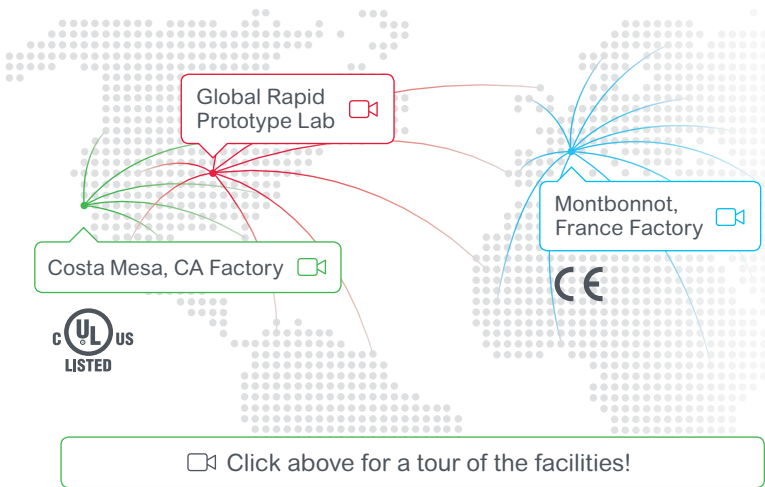 Global Rapid
Prototype Lab
Montbonnot,
France Factory
Costa Mesa, CA Factory
CE
c UL US
LISTED
Click above for a tour of the facilities!